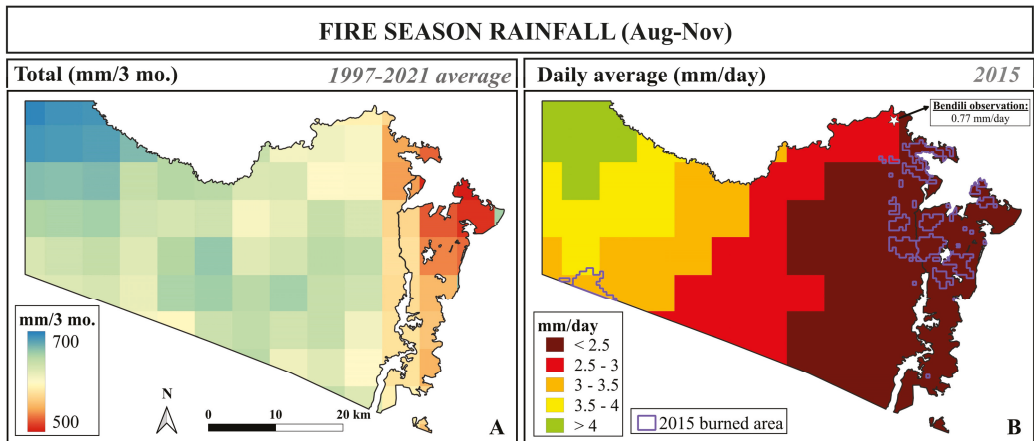 FIRE SEASON RAINFALL (Aug-Nov)
Total (mm/3 mo.)
1997-2021 average
mm/3 mo.
700
500
N
0
10
20 km
A
Daily average (mm/day)
2015
Bendili observation:
0.77 mm/day
mm/day
< 2.5
2.5 - 3
3 - 3.5
3.5 - 4
> 4
2015 burned area
B